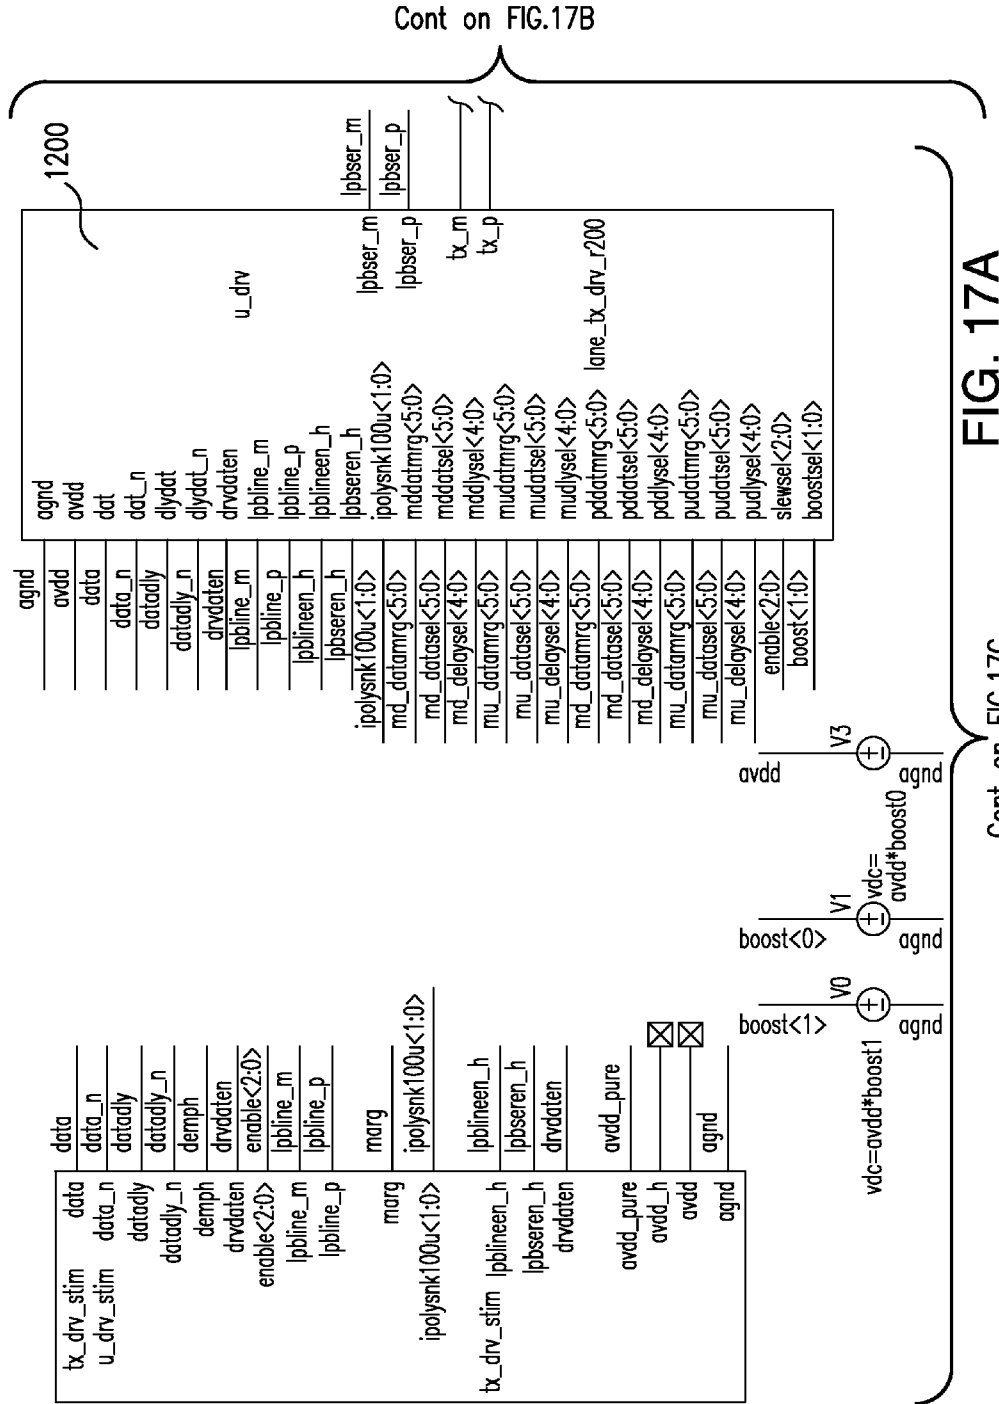 Cont on FIG.17B
1200
agnd
avdd
data
data_n
datadly
datadly_n
drvdaten
lpbline_m
lpbline_p
lpblineen_h
lpbseren_h
ipolysnk100u<1:0>
md_datamrg<5:0>
md_datasel<5:0>
md_delaysel<4:0>
mu_datamrg<5:0>
mu_datasel<5:0>
mu_delaysel<4:0>
md_datamrg<5:0>
md_datasel<5:0>
md_delaysel<4:0>
mu_datamrg<5:0>
mu_datasel<5:0>
mu_delaysel<4:0>
enable<2:0>
boost<1:0>
agnd
avdd
dat
dat_n
dlydat
dlydat_n
drvdaten
lpbline_m
lpbline_p
lpblineen_h
lpbseren_h
ipolysnk100u<1:0>
mddatmrg<5:0>
mddatsel<5:0>
mddlysel<4:0>
mudatmrg<5:0>
mudatsel<5:0>
mudlysel<4:0>
pddatmrg<5:0>
pddatsel<5:0>
pddlysel<4:0>
pudatmrg<5:0>
pudatsel<5:0>
pudlysel<4:0>
slewsel<2:0>
boostsel<1:0>
u_drv
lane_tx_drv_r200
lpbser_m
lpbser_p
tx_m
tx_p
lpbser_m
lpbser_p
tx_drv_stim
u_drv_stim
tx_drv_stim
data
data_n
datadly
datadly_n
demph
drvdaten
enable<2:0>
lpbline_m
lpbline_p
marg
ipolysnk100u<1:0>
lpblineen_h
lpbseren_h
drvdaten
avdd_pure
avdd_h
avdd
agnd
data
data_n
datadly
datadly_n
demph
drvdaten
enable<2:0>
lpbline_m
lpbline_p
marg
ipolysnk100u<1:0>
lpblineen_h
lpbseren_h
drvdaten
avdd_pure
agnd
boost<1>
V0
agnd
vdc=avdd*boost1
boost<0>
V1
agnd
vdc=
avdd*boost0
avdd
V3
agnd
FIG. 17A
Cont on FIG.17C